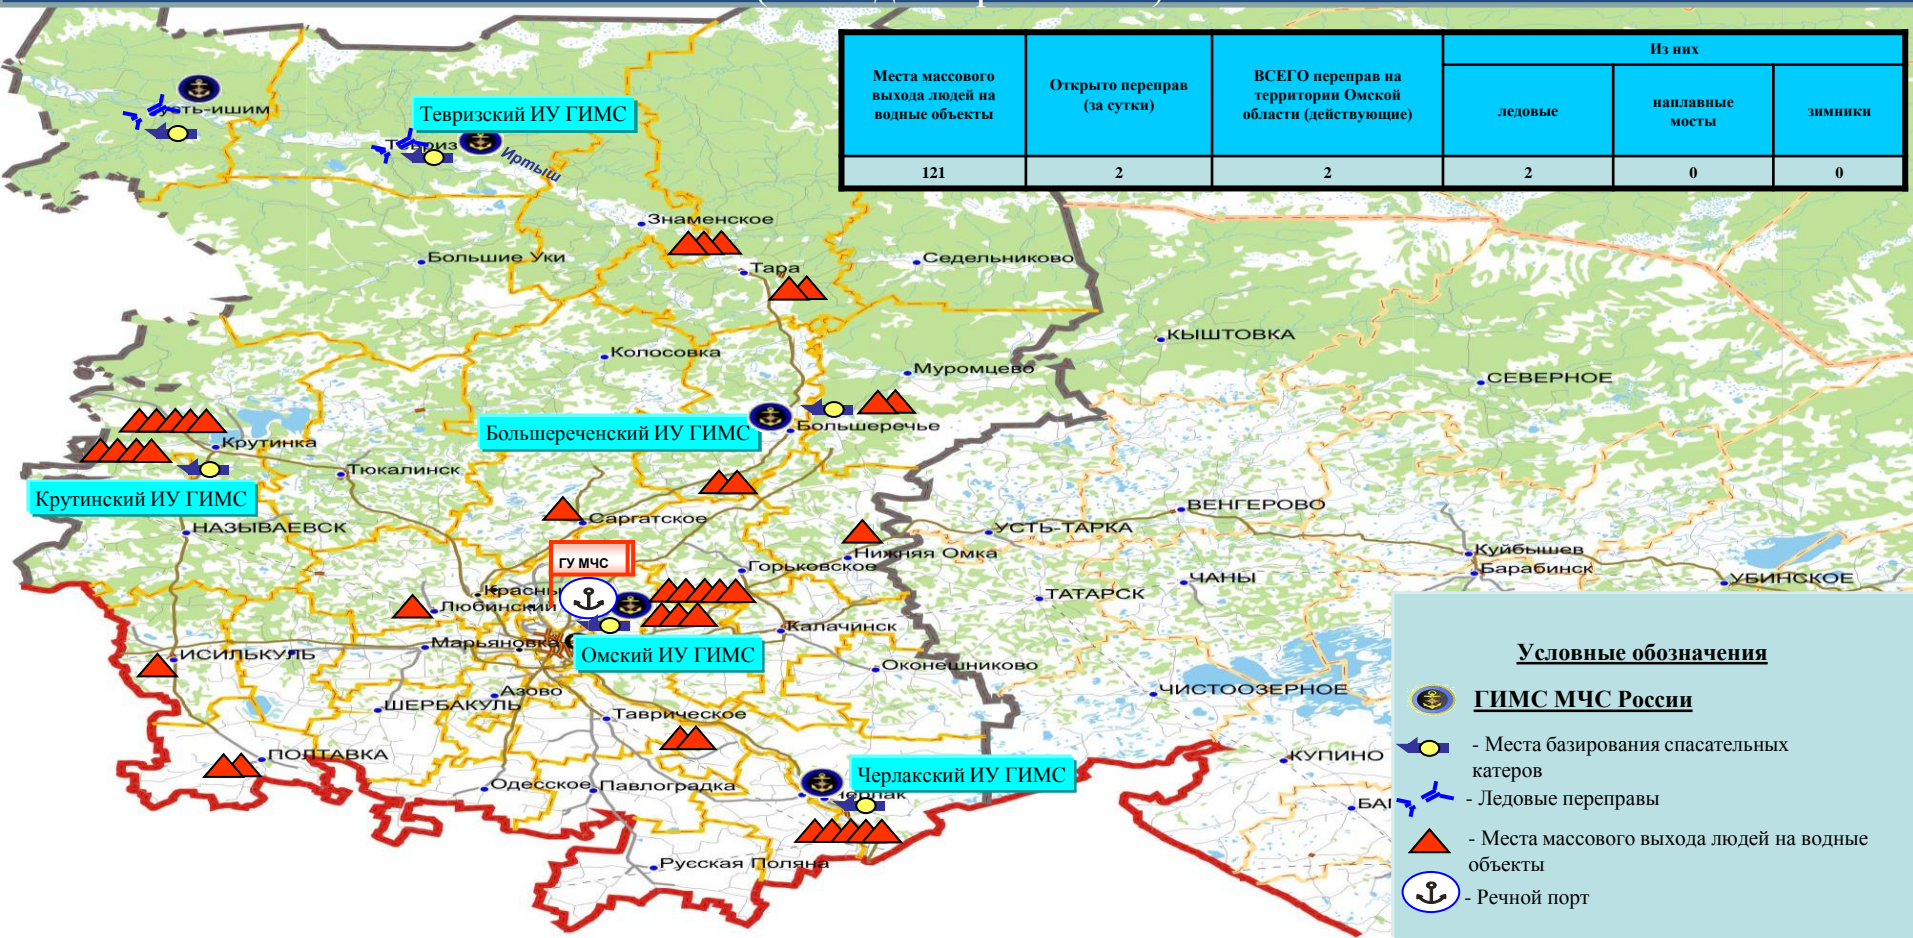 Места массового
выхода людей на
водные объекты
Открыто переправ
(за сутки)
ВСЕГО переправ на
территории Омской
области (действующие)
Из них
ледовые
наплавные
мосты
зимники
121
2
2
2
0
0
Тевризский ИУ ГИМС
Иртыш
Знаменское
Большие Уки
Тара
Седельниково
КЫШТОВКА
Колосовка
Муромцево
СЕВЕРНОЕ
Большереченский ИУ ГИМС
Большеречье
Крутинка
Тюкалинск
Крутинский ИУ ГИМС
НАЗЫВАЕВСК
Саргатское
ВЕНГЕРОВО
УСТЬ-ТАРКА
Нижняя Омка
Куйбышев
Барабинск
ГУ МЧС
Горьковское
ЧАНЫ
УБИНСКОЕ
Любинский
ТАТАРСК
Калачинск
Марьяновка
ИСИЛЬКУЛЬ
Омский ИУ ГИМС
Оконешниково
Азово
ШЕРБАКУЛЬ
ЧИСТООЗЕРНОЕ
Таврическое
ПОЛТАВКА
КУПИНО
Одесское
Павлоградка
Черлакский ИУ ГИМС
Русская Поляна
Условные обозначения
ГИМС МЧС России
- Места базирования спасательных
катеров
- Ледовые переправы
- Места массового выхода людей на водные
объекты
- Речной порт